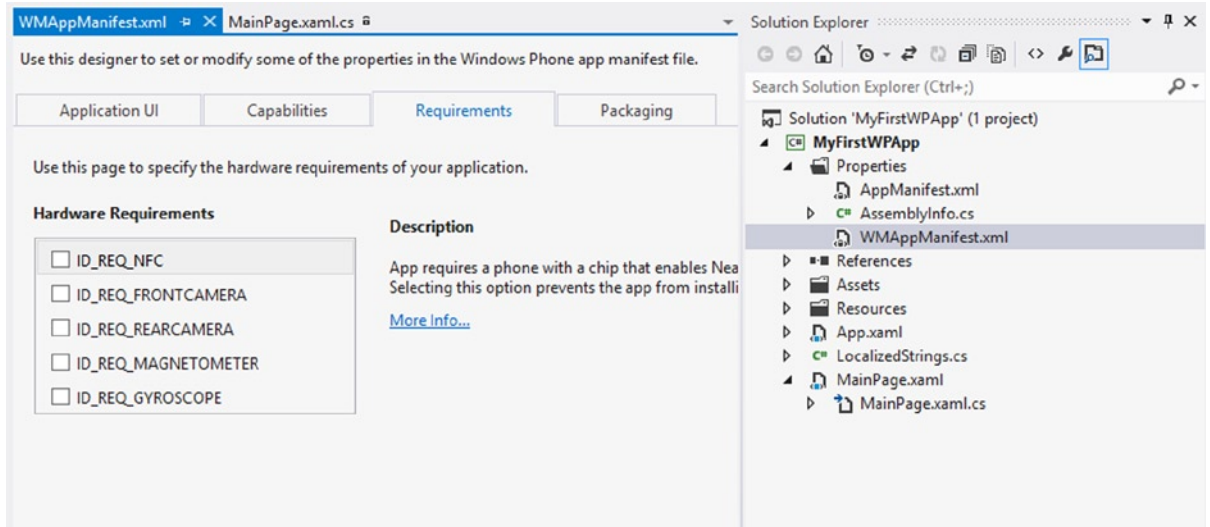 WMAppManifest.xml
MainPage.xaml.cs
Use this designer to set or modify some of the properties in the Windows Phone app manifest file.
Application UI
Capabilities
Requirements
Packaging
Use this page to specify the hardware requirements of your application.
Hardware Requirements
ID_REQ_NFC
ID_REQ_FRONTCAMERA
ID_REQ_REARCAMERA
ID_REQ_MAGNETOMETER
ID_REQ_GYROSCOPE
Description
App requires a phone with a chip that enables Nea
Selecting this option prevents the app from installi
More Info...
Solution Explorer
Search Solution Explorer (Ctrl+;)
Solution 'MyFirstWPApp' (1 project)
C# MyFirstWPApp
Properties
AppManifest.xml
C# AssemblyInfo.cs
WMAppManifest.xml
References
Assets
Resources
App.xaml
C# LocalizedStrings.cs
MainPage.xaml
MainPage.xaml.cs